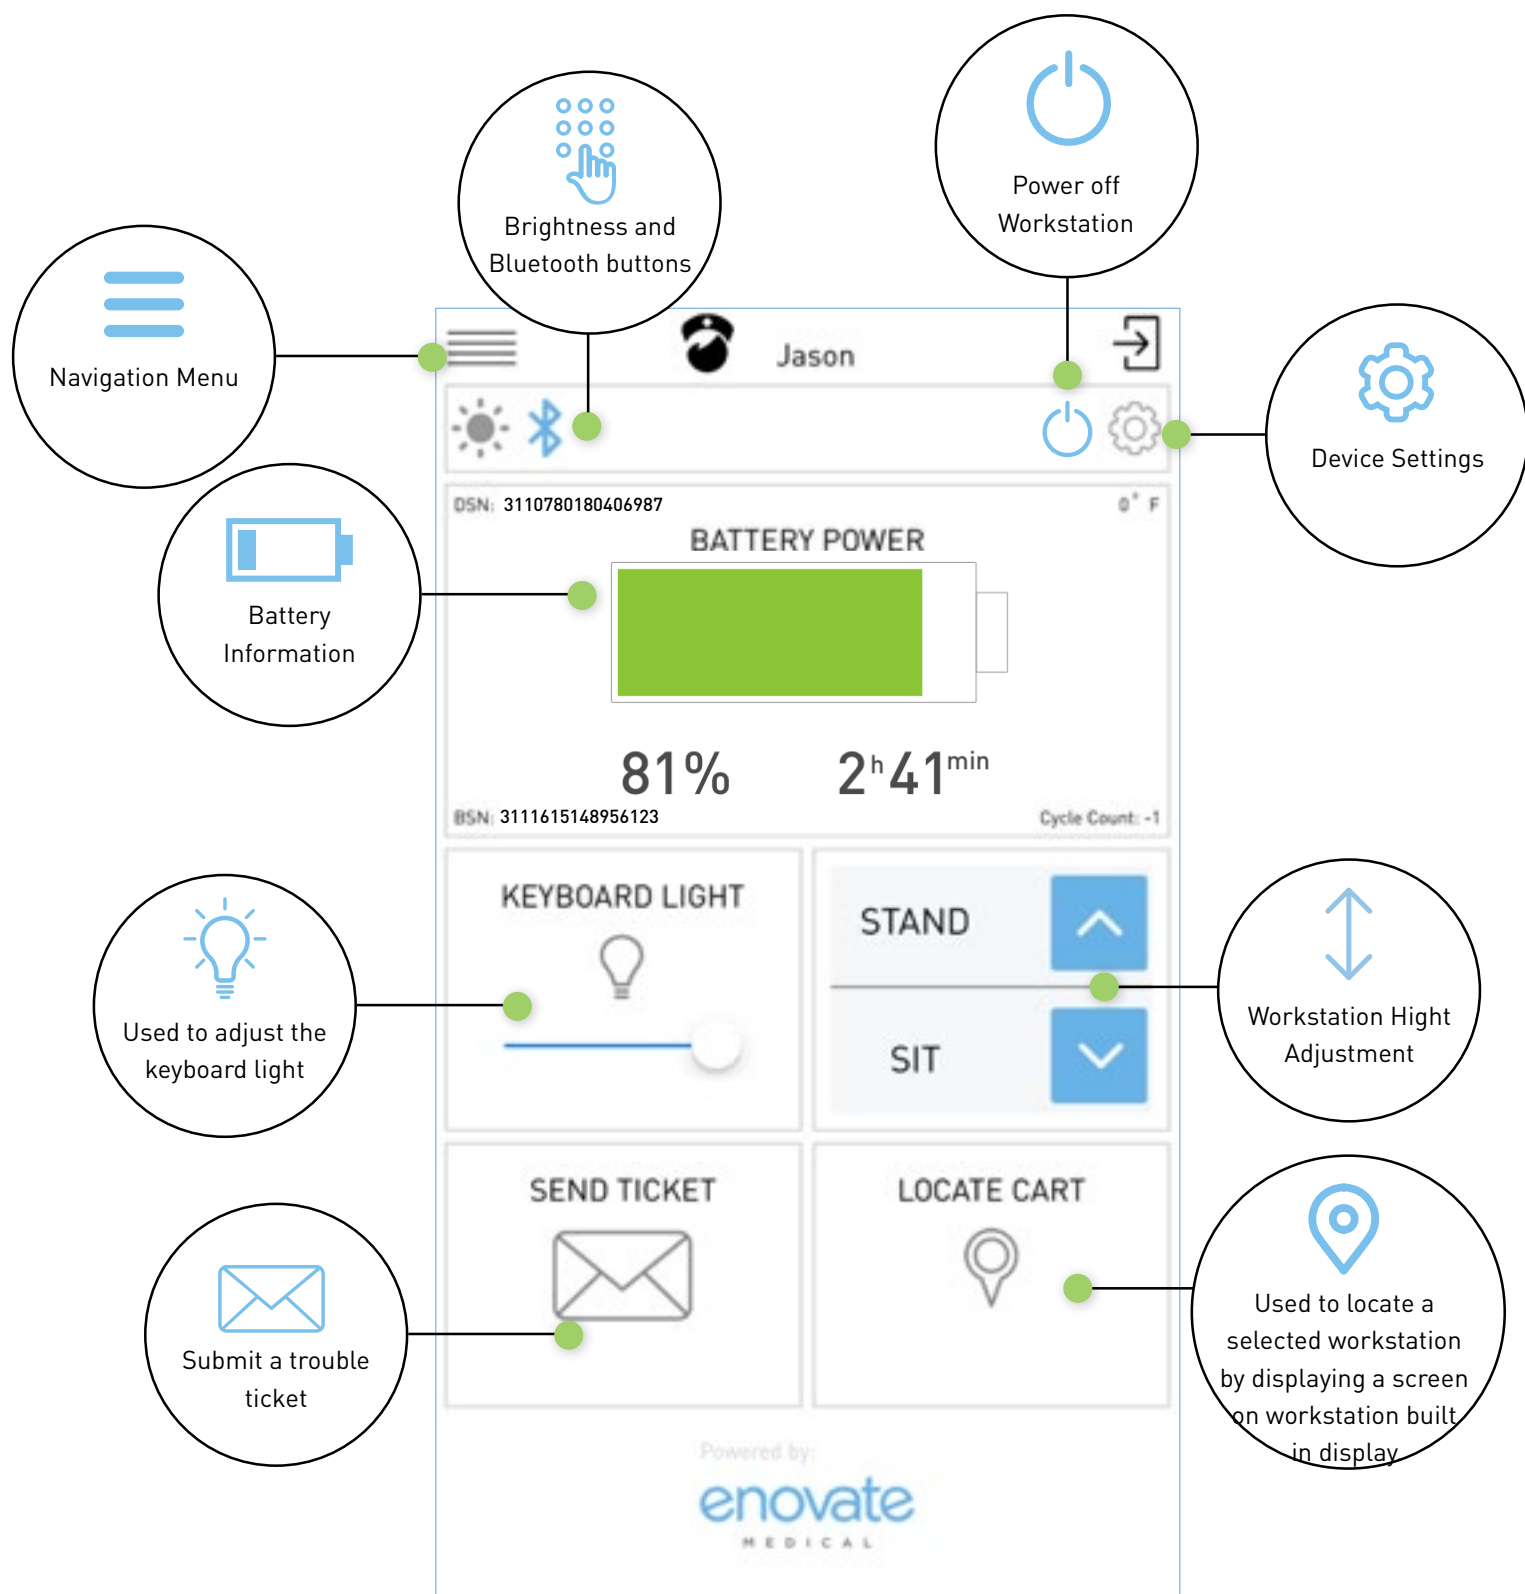 Power off
Workstation
Brightness and
Bluetooth buttons
Navigation Menu
Jason
Device Settings
DSN: 3110780180406987
0° F
BATTERY POWER
Battery
Information
81%
2h 41min
BSN: 3111615148956123
Cycle Count: -1
KEYBOARD LIGHT
STAND
SIT
Used to adjust the
keyboard light
Workstation Hight
Adjustment
SEND TICKET
LOCATE CART
Submit a trouble
ticket
Used to locate a
selected workstation
by displaying a screen
on workstation built
in display
Powered by:
enovate
MEDICAL